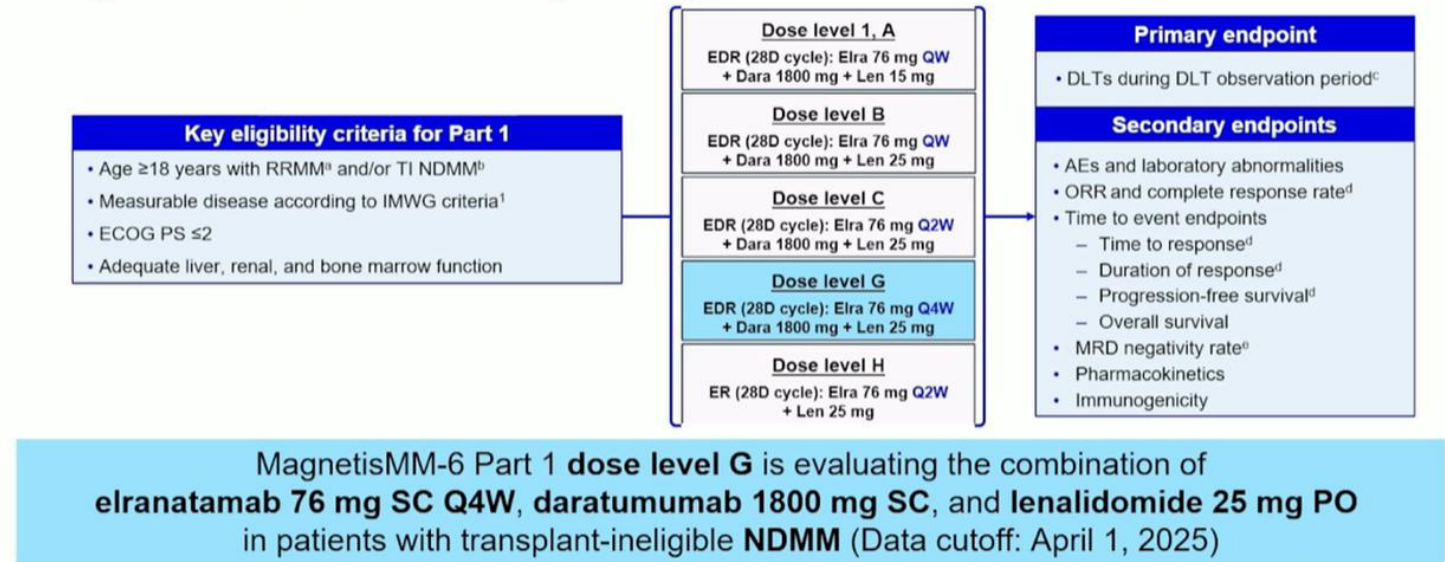 Key eligibility criteria for Part 1
• Age ≥18 years with RRMMᵃ and/or TI NDMMᵇ
• Measurable disease according to IMWG criteria¹
• ECOG PS ≤2
• Adequate liver, renal, and bone marrow function
Dose level 1, A
EDR (28D cycle): Elra 76 mg QW
+ Dara 1800 mg + Len 15 mg
Dose level B
EDR (28D cycle): Elra 76 mg QW
+ Dara 1800 mg + Len 25 mg
Dose level C
EDR (28D cycle): Elra 76 mg Q2W
+ Dara 1800 mg + Len 25 mg
Dose level G
EDR (28D cycle): Elra 76 mg Q4W
+ Dara 1800 mg + Len 25 mg
Dose level H
ER (28D cycle): Elra 76 mg Q2W
+ Len 25 mg
Primary endpoint
• DLTs during DLT observation periodᶜ
Secondary endpoints
• AEs and laboratory abnormalities
• ORR and complete response rateᵈ
• Time to event endpoints
– Time to responseᵈ
– Duration of responseᵈ
– Progression-free survivalᵈ
– Overall survival
• MRD negativity rateᵉ
• Pharmacokinetics
• Immunogenicity
MagnetisMM-6 Part 1 dose level G is evaluating the combination of
elranatamab 76 mg SC Q4W, daratumumab 1800 mg SC, and lenalidomide 25 mg PO
in patients with transplant-ineligible NDMM (Data cutoff: April 1, 2025)